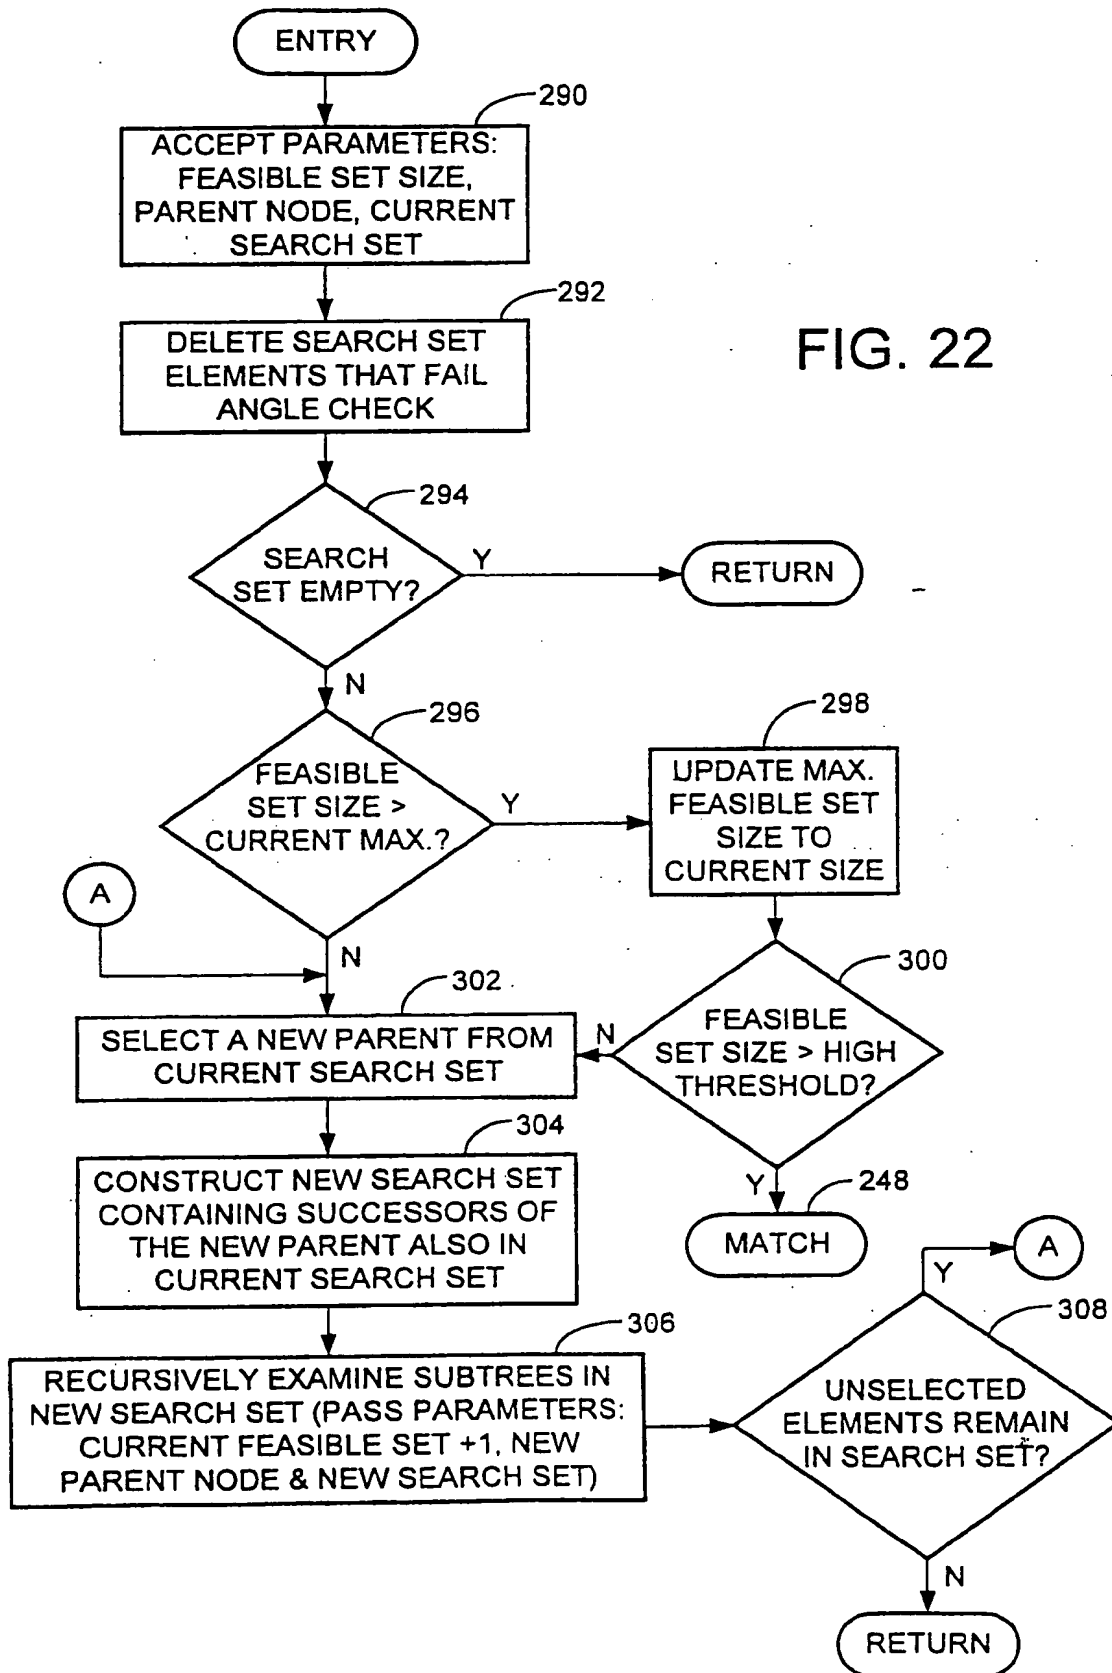 ENTRY
290
ACCEPT PARAMETERS:
FEASIBLE SET SIZE,
PARENT NODE, CURRENT
SEARCH SET
292
DELETE SEARCH SET
ELEMENTS THAT FAIL
ANGLE CHECK
FIG. 22
294
SEARCH
SET EMPTY?
Y
RETURN
N
296
FEASIBLE
SET SIZE >
CURRENT MAX.?
Y
298
UPDATE MAX.
FEASIBLE SET
SIZE TO
CURRENT SIZE
A
N
300
FEASIBLE
SET SIZE > HIGH
THRESHOLD?
N
302
SELECT A NEW PARENT FROM
CURRENT SEARCH SET
Y
248
MATCH
304
CONSTRUCT NEW SEARCH SET
CONTAINING SUCCESSORS OF
THE NEW PARENT ALSO IN
CURRENT SEARCH SET
306
RECURSIVELY EXAMINE SUBTREES IN
NEW SEARCH SET (PASS PARAMETERS:
CURRENT FEASIBLE SET +1, NEW
PARENT NODE & NEW SEARCH SET)
A
Y
308
UNSELECTED
ELEMENTS REMAIN
IN SEARCH SET?
N
RETURN